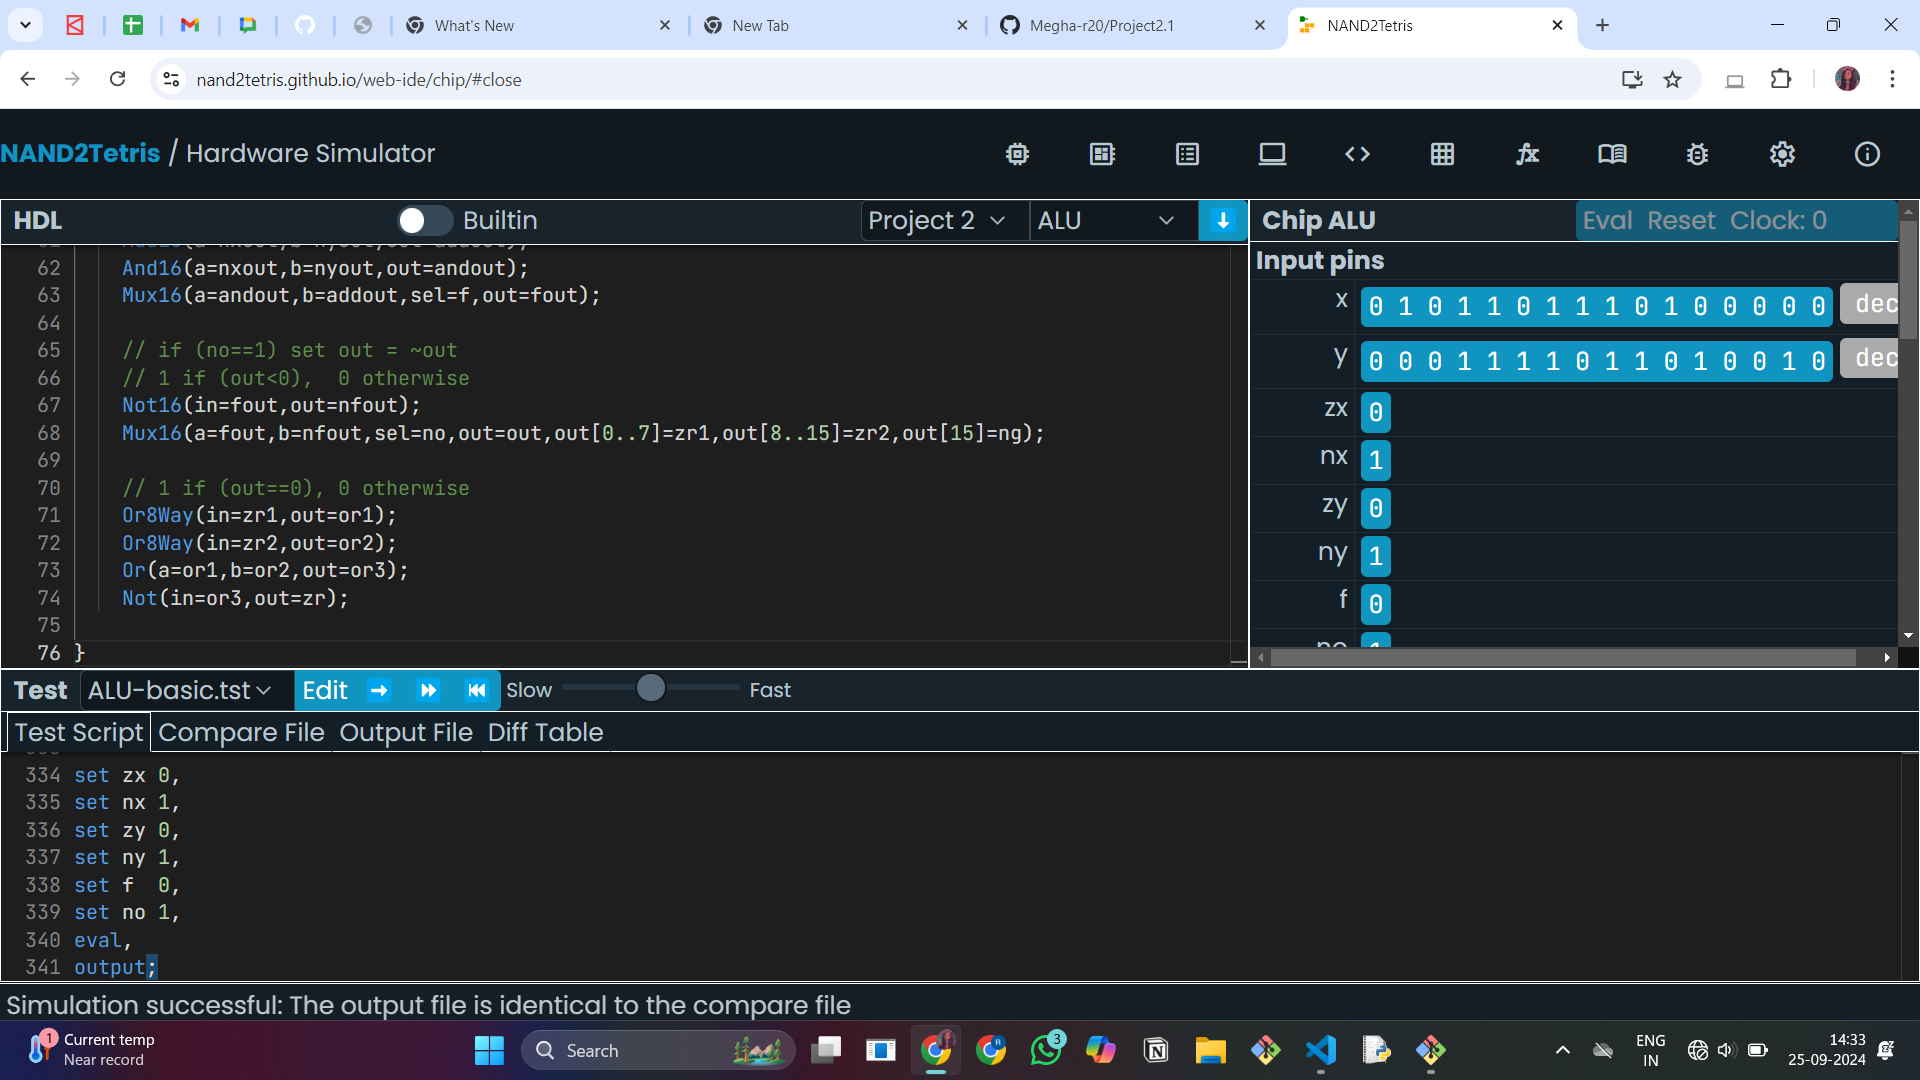 What's New
New Tab
Megha-r20/Project2.1
NAND2Tetris
nand2tetris.github.io/web-ide/chip/#close
NAND2Tetris / Hardware Simulator
HDL
Builtin
Project 2
ALU
Chip ALU
Eval Reset Clock: 0
62 And16(a=nxout,b=nyout,out=andout);
63 Mux16(a=andout,b=addout,sel=f,out=fout);
64
65 // if (no==1) set out = ~out
66 // 1 if (out<0), 0 otherwise
67 Not16(in=fout,out=nfout);
68 Mux16(a=fout,b=nfout,sel=no,out=out,out[0..7]=zr1,out[8..15]=zr2,out[15]=ng);
69
70 // 1 if (out==0), 0 otherwise
71 Or8Way(in=zr1,out=or1);
72 Or8Way(in=zr2,out=or2);
73 Or(a=or1,b=or2,out=or3);
74 Not(in=or3,out=zr);
75
76 }
Input pins
x 0 1 0 1 1 0 1 1 1 0 1 0 0 0 0 0 dec
y 0 0 0 1 1 1 1 0 1 1 0 1 0 0 1 0 dec
zx 0
nx 1
zy 0
ny 1
f 0
no 1
Test ALU-basic.tst Edit Slow Fast
Test Script Compare File Output File Diff Table
334 set zx 0,
335 set nx 1,
336 set zy 0,
337 set ny 1,
338 set f 0,
339 set no 1,
340 eval,
341 output;
Simulation successful: The output file is identical to the compare file
1
Current temp
Near record
Search
R
3
ENG
IN
14:33
25-09-2024